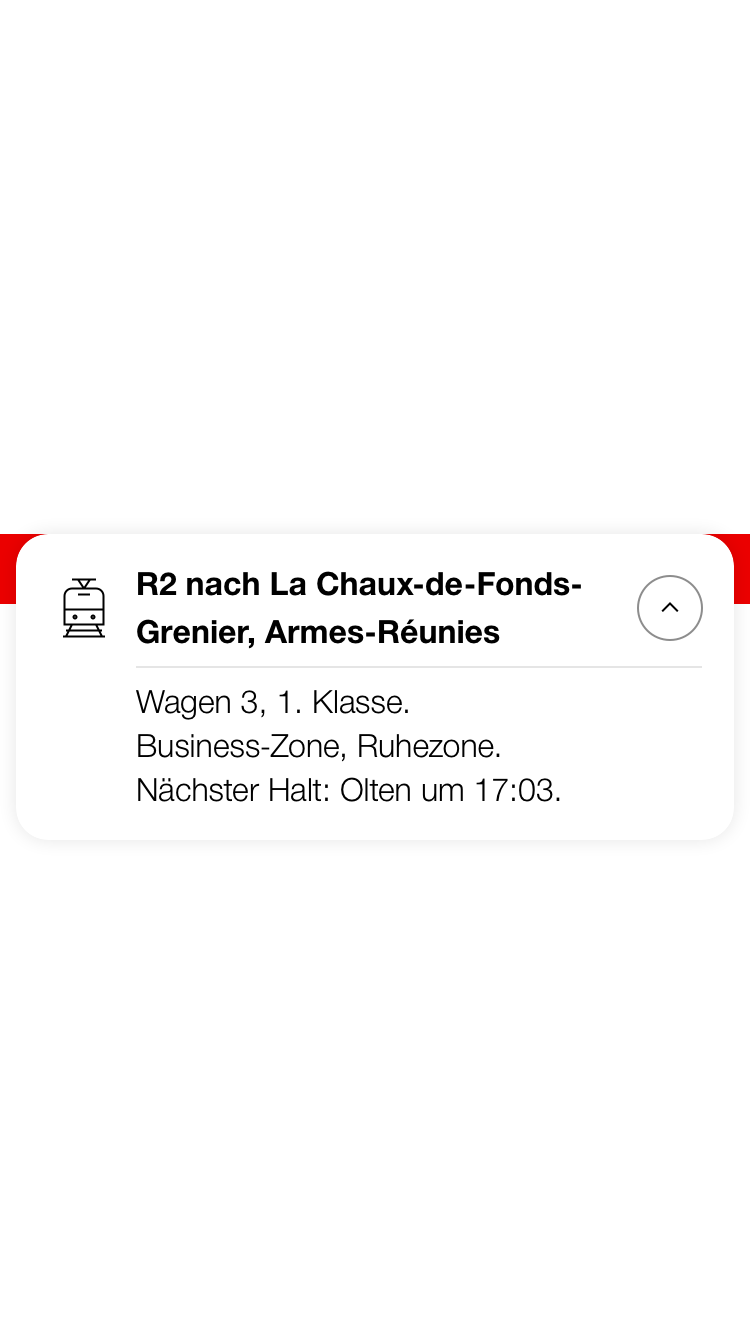 R2 nach La Chaux-de-Fonds-
Grenier, Armes-Réunies
Wagen 3, 1. Klasse.
Business-Zone, Ruhezone.
Nächster Halt: Olten um 17:03.